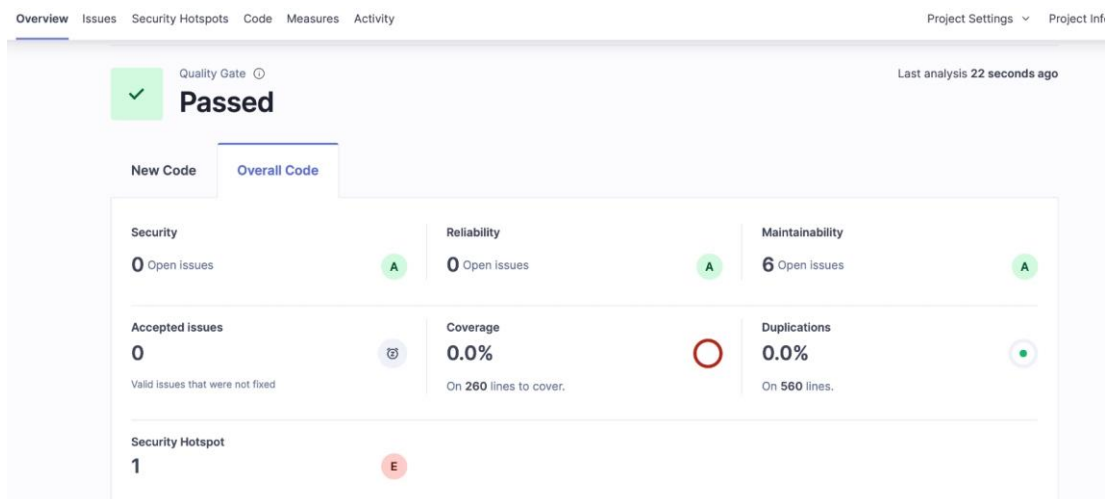 Overview Issues Security Hotspots Code Measures Activity Project Settings Project Info
Quality Gate
Passed
Last analysis 22 seconds ago
New Code Overall Code
Security Reliability Maintainability
0 Open issues A 0 Open issues A 6 Open issues A
Accepted issues Coverage Duplications
0 0.0% 0.0%
Valid issues that were not fixed On 260 lines to cover. On 560 lines.
Security Hotspot
1 E